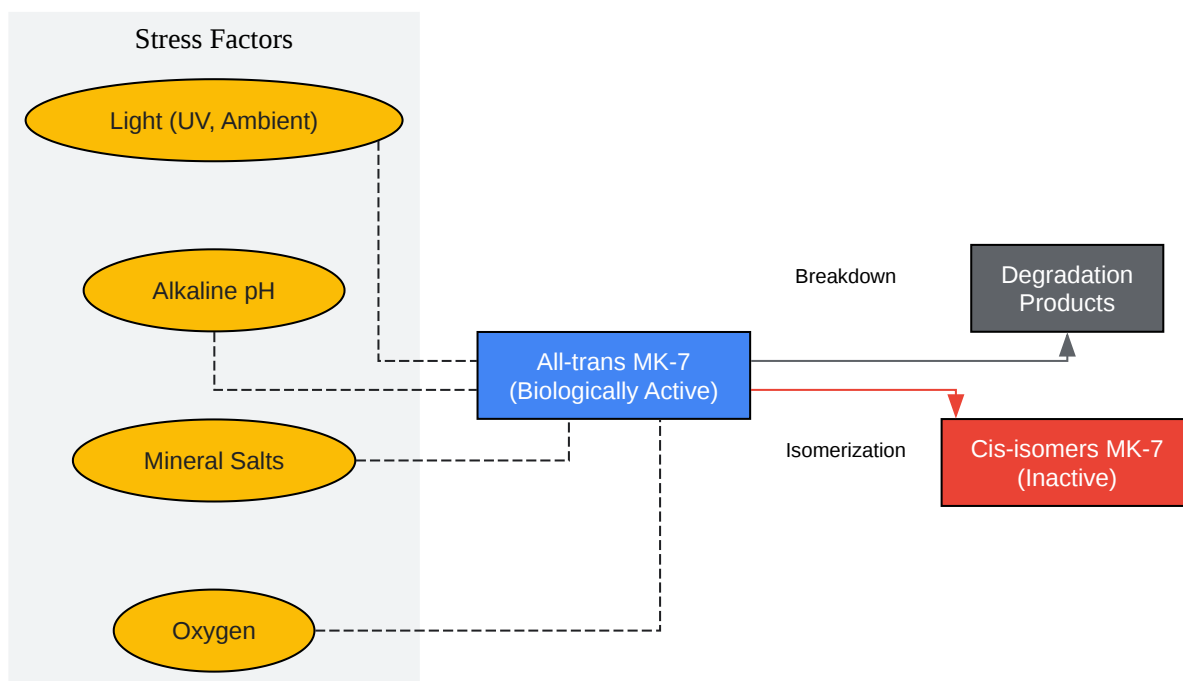 Stress Factors
Light (UV, Ambient)
Alkaline pH
Mineral Salts
Oxygen
All-trans MK-7
(Biologically Active)
Breakdown
Isomerization
Degradation
Products
Cis-isomers MK-7
(Inactive)